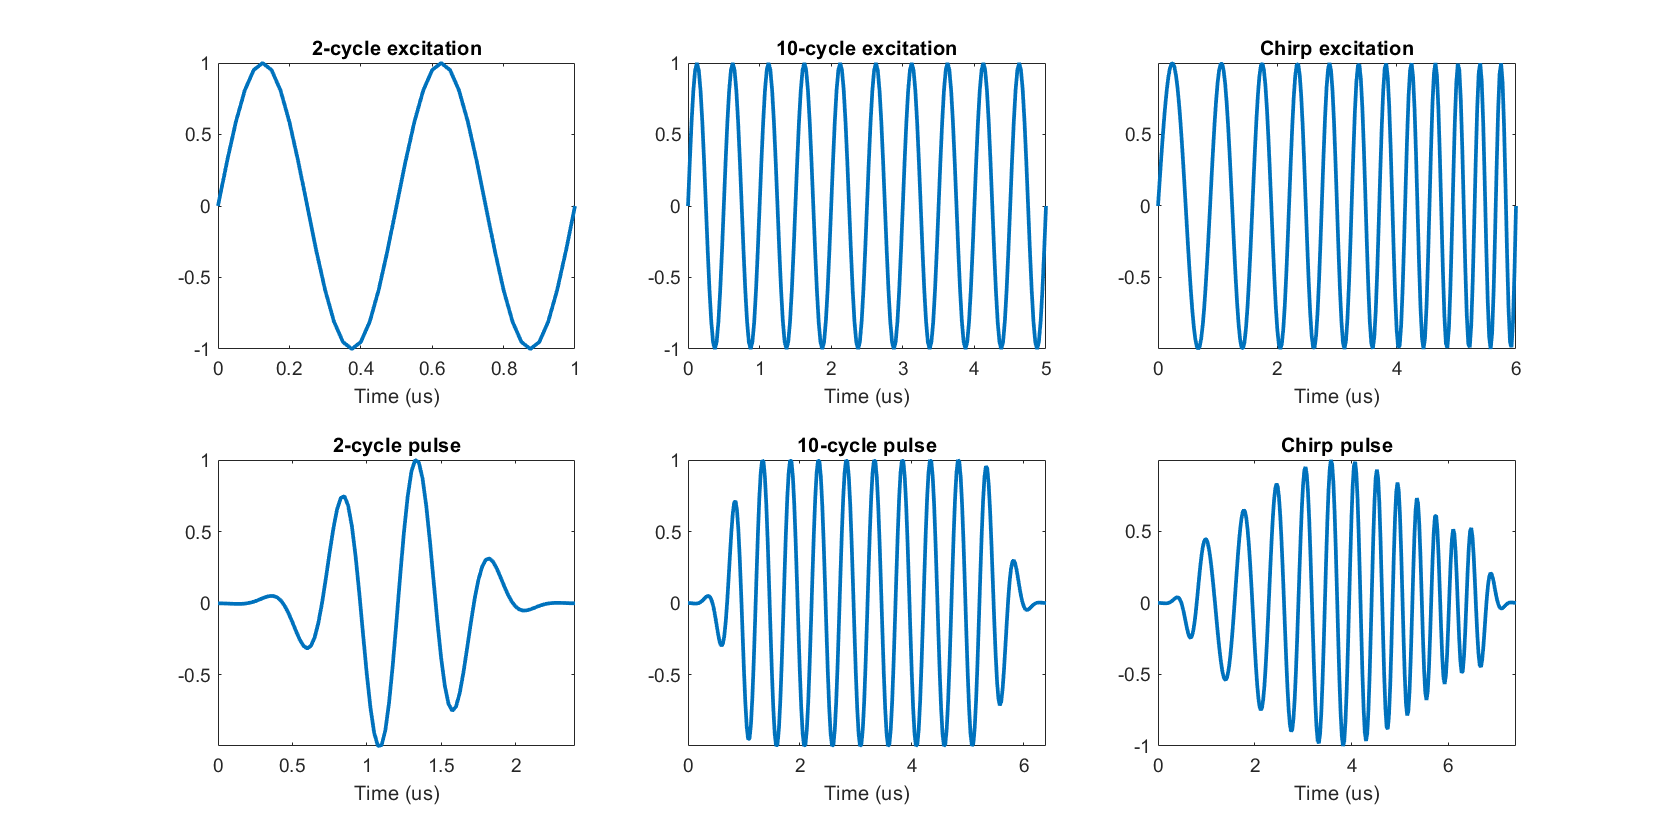 2-cycle excitation
1
0.5
0
-0.5
-1
0 0.2 0.4 0.6 0.8 1
Time (us)
10-cycle excitation
1
0.5
0
-0.5
-1
0 1 2 3 4 5
Time (us)
Chirp excitation
0.5
0
-0.5
0 2 4 6
Time (us)
2-cycle pulse
1
0.5
0
-0.5
0 0.5 1 1.5 2
Time (us)
10-cycle pulse
1
0.5
0
-0.5
0 2 4 6
Time (us)
Chirp pulse
0.5
0
-0.5
-1
0 2 4 6
Time (us)